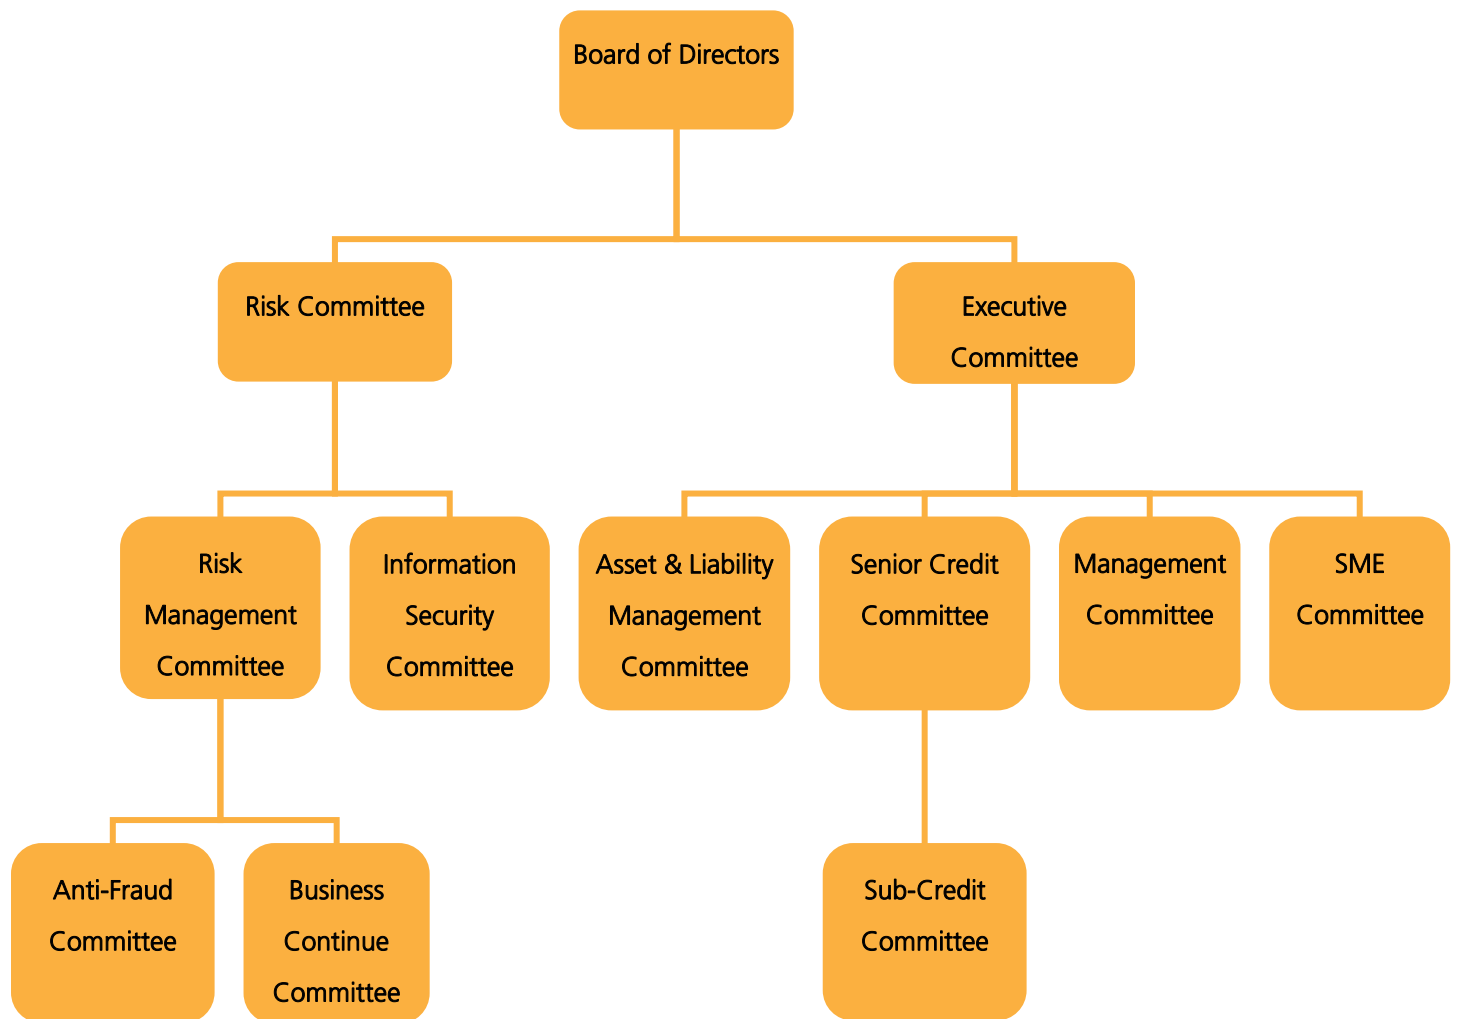 Board of Directors
Risk Committee
Executive
Committee
Risk
Management
Committee
Information
Security
Committee
Asset & Liability
Management
Committee
Senior Credit
Committee
Management
Committee
SME
Committee
Anti-Fraud
Committee
Business
Continue
Committee
Sub-Credit
Committee